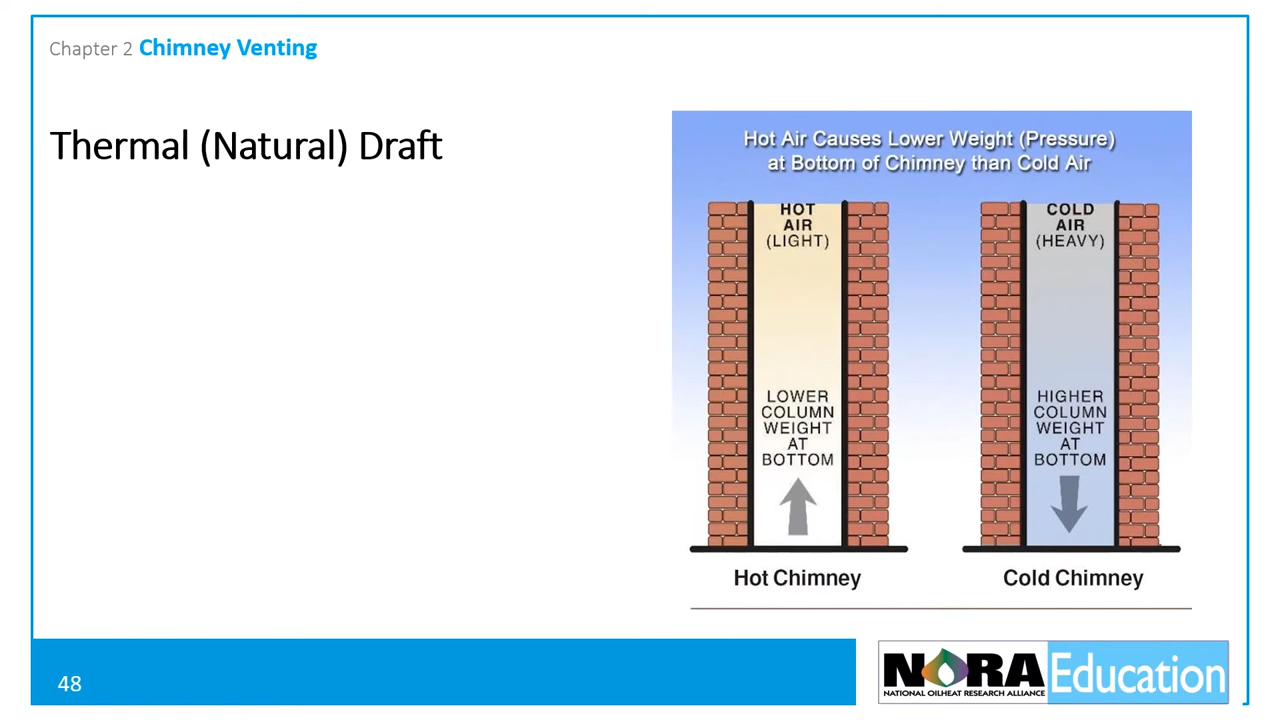 Chapter 2 Chimney Venting
Thermal (Natural) Draft
Hot Air Causes Lower Weight (Pressure)
at Bottom of Chimney than Cold Air
HOT
AIR
(LIGHT)
LOWER
COLUMN
WEIGHT
AT
BOTTOM
Hot Chimney
COLD
AIR
(HEAVY)
HIGHER
COLUMN
WEIGHT
AT
BOTTOM
Cold Chimney
48
NORA Education
NATIONAL OILHEAT RESEARCH ALLIANCE